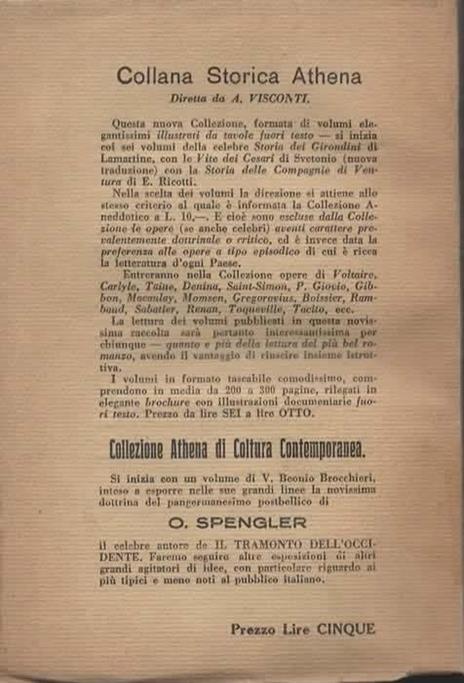 Collana Storica Athena
Diretta da A. VISCONTI.
Questa nuova Collezione, formata di volumi ele-
gantissimi illustrati da tavole fuori testo — si inizia
coi sei volumi della celebre Storia dei Girondini di
Lamartine, con le Vite dei Cesari di Svetonio (nuova
traduzione) con la Storia delle Compagnie di Ven-
tura di E. Ricotti.
Nella scelta dei volumi la direzione si attiene allo
stesso criterio al quale è informata la Collezione A-
neddotica a L. 10,—. E cioè sono escluse dalla Colle-
zione le opere (se anche celebri) aventi carattere pre-
valentemente dottrinale o critico, ed è invece data la
preferenza alle opere a tipo episodico di cui è ricca
la letteratura d'ogni Paese.
Entreranno nella Collezione opere di Voltaire,
Carlyle, Taine, Denina, Saint-Simon, P. Giovio, Gib-
bon, Macaulay, Momsen, Gregorovius, Boissier, Ram-
baud, Sabatier, Renan, Toqueville, Tacito, ecc.
La lettura dei volumi pubblicati in questa novis-
sima raccolta sarà pertanto interessantissima per
chiunque — quanto e più della lettura del più bel ro-
manzo, avendo il vantaggio di riuscire insieme istrut-
tiva.
I volumi in formato tascabile comodissimo, com-
prendono in media da 200 a 300 pagine, rilegati in
elegante brochure con illustrazioni documentarie fuo-
ri testo. Prezzo da lire SEI a lire OTTO.
Collezione Athena di Coltura Contemporanea.
Si inizia con un volume di V. Beonio Brocchieri,
inteso a esporre nelle sue grandi linee la novissima
dottrina del pangermanesimo postbellico di
O. SPENGLER
il celebre autore de IL TRAMONTO DELL'OCCI-
DENTE. Faremo seguire altre esposizioni di altri
grandi agitatori di idee, con particolare riguardo ai
più tipici e meno noti al pubblico italiano.
Prezzo Lire CINQUE